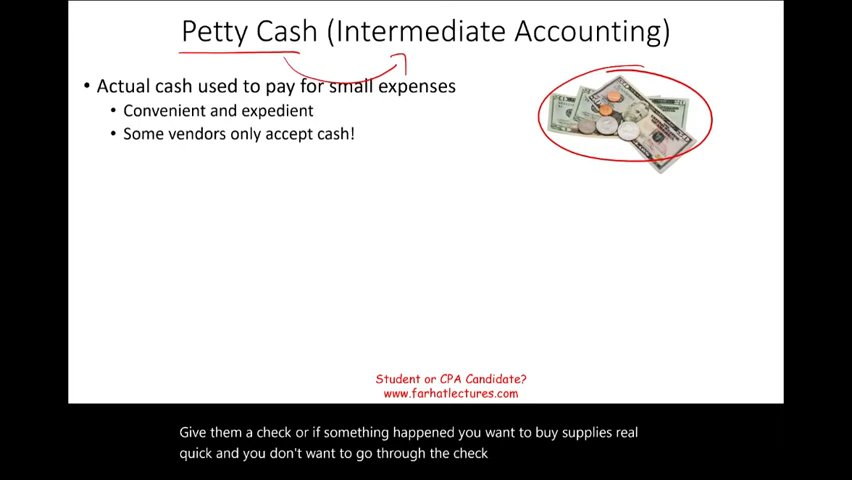 Petty Cash (Intermediate Accounting)
• Actual cash used to pay for small expenses
• Convenient and expedient
• Some vendors only accept cash!
Student or CPA Candidate?
www.farhatlectures.com
Give them a check or if something happened you want to buy supplies real
quick and you don't want to go through the check